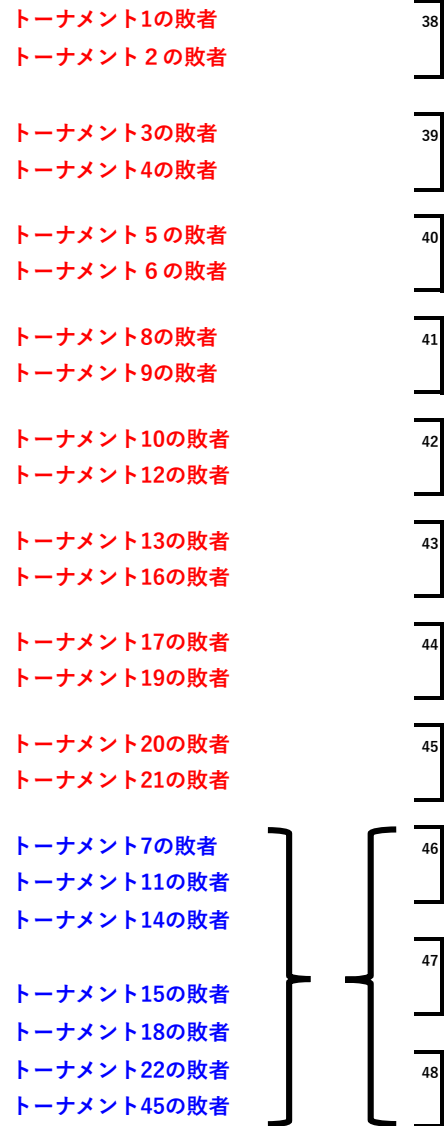 トーナメント1の敗者
38
トーナメント２の敗者
トーナメント3の敗者
39
トーナメント4の敗者
トーナメント５の敗者
40
トーナメント６の敗者
トーナメント8の敗者
41
トーナメント9の敗者
トーナメント10の敗者
42
トーナメント12の敗者
トーナメント13の敗者
43
トーナメント16の敗者
トーナメント17の敗者
44
トーナメント19の敗者
トーナメント20の敗者
45
トーナメント21の敗者
トーナメント7の敗者
46
トーナメント11の敗者
トーナメント14の敗者
47
トーナメント15の敗者
トーナメント18の敗者
トーナメント22の敗者
48
トーナメント45の敗者